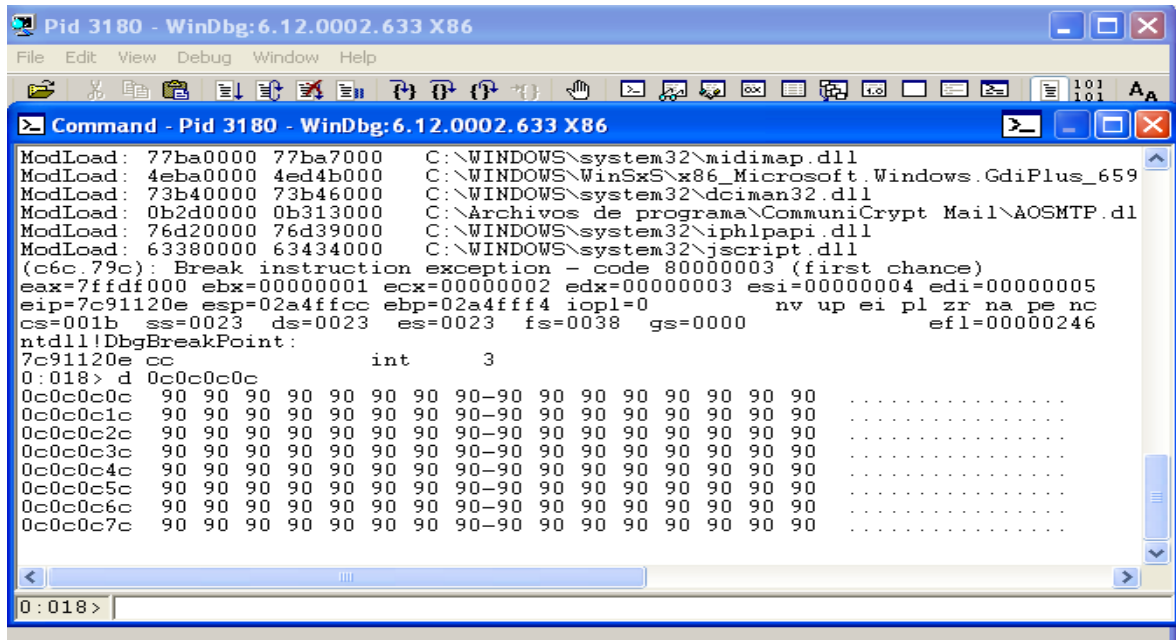 Pid 3180 - WinDbg:6.12.0002.633 X86
File Edit View Debug Window Help
Command - Pid 3180 - WinDbg:6.12.0002.633 X86
ModLoad: 77ba0000 77ba7000   C:\WINDOWS\system32\midimap.dll
ModLoad: 4eba0000 4ed4b000   C:\WINDOWS\WinSxS\x86_Microsoft.Windows.GdiPlus_659
ModLoad: 73b40000 73b46000   C:\WINDOWS\system32\dciman32.dll
ModLoad: 0b2d0000 0b313000   C:\Archivos de programa\CommuniCrypt Mail\AOSMTP.dl
ModLoad: 76d20000 76d39000   C:\WINDOWS\system32\iphlpapi.dll
ModLoad: 63380000 63434000   C:\WINDOWS\system32\jscript.dll
(c6c.79c): Break instruction exception - code 80000003 (first chance)
eax=7ffdf000 ebx=00000001 ecx=00000002 edx=00000003 esi=00000004 edi=00000005
eip=7c91120e esp=02a4ffcc ebp=02a4fff4 iopl=0         nv up ei pl zr na pe nc
cs=001b  ss=0023  ds=0023  es=0023  fs=0038  gs=0000             efl=00000246
ntdll!DbgBreakPoint:
7c91120e cc              int     3
0:018> d 0c0c0c0c
0c0c0c0c  90 90 90 90 90 90 90 90-90 90 90 90 90 90 90 90  ................
0c0c0c1c  90 90 90 90 90 90 90 90-90 90 90 90 90 90 90 90  ................
0c0c0c2c  90 90 90 90 90 90 90 90-90 90 90 90 90 90 90 90  ................
0c0c0c3c  90 90 90 90 90 90 90 90-90 90 90 90 90 90 90 90  ................
0c0c0c4c  90 90 90 90 90 90 90 90-90 90 90 90 90 90 90 90  ................
0c0c0c5c  90 90 90 90 90 90 90 90-90 90 90 90 90 90 90 90  ................
0c0c0c6c  90 90 90 90 90 90 90 90-90 90 90 90 90 90 90 90  ................
0c0c0c7c  90 90 90 90 90 90 90 90-90 90 90 90 90 90 90 90  ................
0:018>